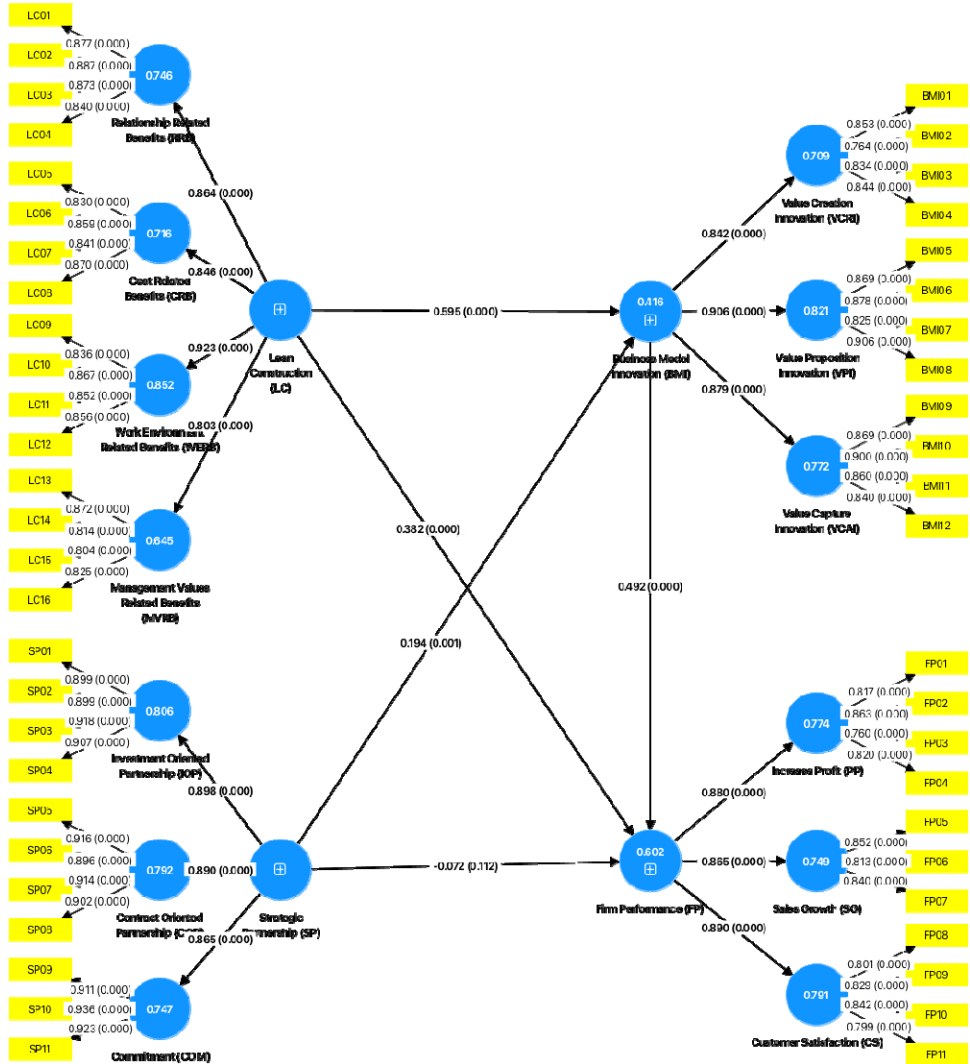 LC01
0.877 (0.000)
LC02
0.887 (0.000)
LC03
0.873 (0.000)
0.840 (0.000)
LC04
0.746
Relationship Related
Benefits (RRB)
0.864 (0.000)
LC05
0.830 (0.000)
LC06
0.859 (0.000)
LC07
0.841 (0.000)
0.870 (0.000)
LC08
0.716
Cost Related
Benefits (CRB)
0.846 (0.000)
LC09
0.836 (0.000)
LC10
0.867 (0.000)
LC11
0.852 (0.000)
0.856 (0.000)
LC12
0.852
Work Environment
Related Benefits (WERB)
0.923 (0.000)
Lean
Construction
(LC)
0.803 (0.000)
LC13
0.872 (0.000)
LC14
0.814 (0.000)
LC15
0.804 (0.000)
0.825 (0.000)
LC16
0.645
Management Values
Related Benefits
(MVRB)
0.595 (0.000)
0.382 (0.000)
0.194 (0.001)
0.492 (0.000)
-0.072 (0.112)
SP01
0.899 (0.000)
SP02
0.899 (0.000)
SP03
0.918 (0.000)
0.907 (0.000)
SP04
0.806
Investment Oriented
Partnership (IOP)
0.898 (0.000)
SP05
0.916 (0.000)
SP06
0.896 (0.000)
SP07
0.914 (0.000)
0.902 (0.000)
SP08
0.792
Contract Oriented
Partnership
0.890 (0.000)
Strategic
Partnership (SP)
0.865 (0.000)
SP09
0.911 (0.000)
SP10
0.936 (0.000)
0.923 (0.000)
SP11
0.747
Commitment (COM)
Business Model
Innovation (BMI)
0.842 (0.000)
0.906 (0.000)
0.879 (0.000)
0.709
Value Creation
Innovation (VCRI)
BMI01
0.853 (0.000)
BMI02
0.764 (0.000)
0.834 (0.000)
BMI03
0.844 (0.000)
BMI04
0.821
Value Proposition
Innovation (VPI)
BMI05
0.869 (0.000)
BMI06
0.878 (0.000)
0.825 (0.000)
BMI07
0.906 (0.000)
BMI08
0.772
Value Capture
Innovation (VCAI)
BMI09
0.869 (0.000)
BMI10
0.900 (0.000)
0.860 (0.000)
BMI11
0.840 (0.000)
BMI12
0.602
Firm Performance (FP)
0.880 (0.000)
0.865 (0.000)
0.890 (0.000)
0.774
Increase Profit (PP)
FP01
0.817 (0.000)
FP02
0.863 (0.000)
0.760 (0.000)
FP03
0.820 (0.000)
FP04
0.749
Sales Growth (SG)
FP05
0.852 (0.000)
FP06
0.813 (0.000)
0.840 (0.000)
FP07
0.791
Customer Satisfaction (CS)
FP08
0.801 (0.000)
FP09
0.829 (0.000)
0.842 (0.000)
FP10
0.799 (0.000)
FP11